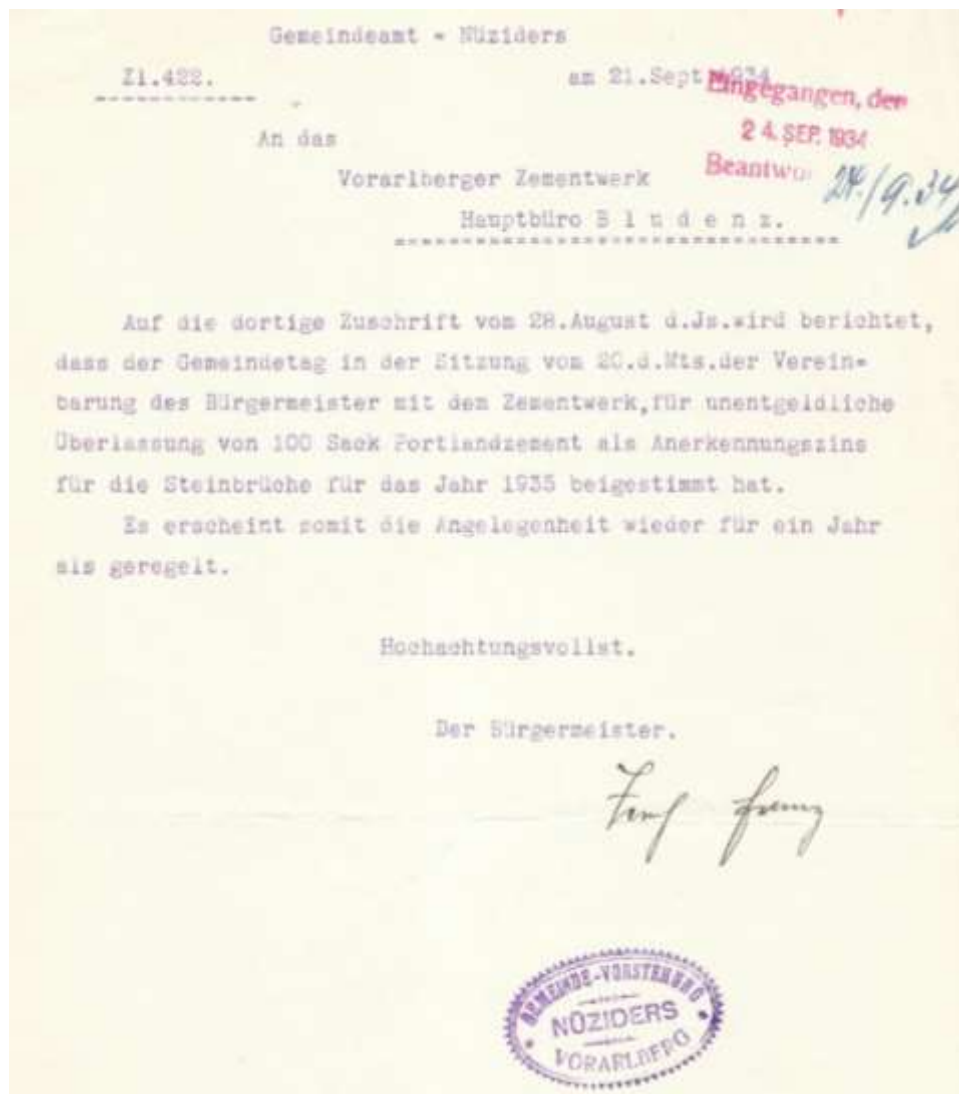 Gemeindeamt - Nüziders
Zl.422.
am 21.Sept 1934
Eingegangen, den
24. SEP. 1934
Beantwo
24./9.34
An das
Vorarlberger Zementwerk
Hauptbüro B l u d e n z.
Auf die dortige Zuschrift vom 28.August d.Js.wird berichtet,
dass der Gemeindetag in der Sitzung vom 20.d.Mts.der Verein-
barung des Bürgermeister mit dem Zementwerk,für unentgeldliche
Überlassung von 100 Sack Portlandzement als Anerkennungszins
für die Steinbrüche für das Jahr 1935 beigestimmt hat.
Es erscheint somit die Angelegenheit wieder für ein Jahr
als geregelt.
Hochachtungsvollst.
Der Bürgermeister.
GEMEINDE-VORSTEHUNG
NÜZIDERS
VORARLBERG